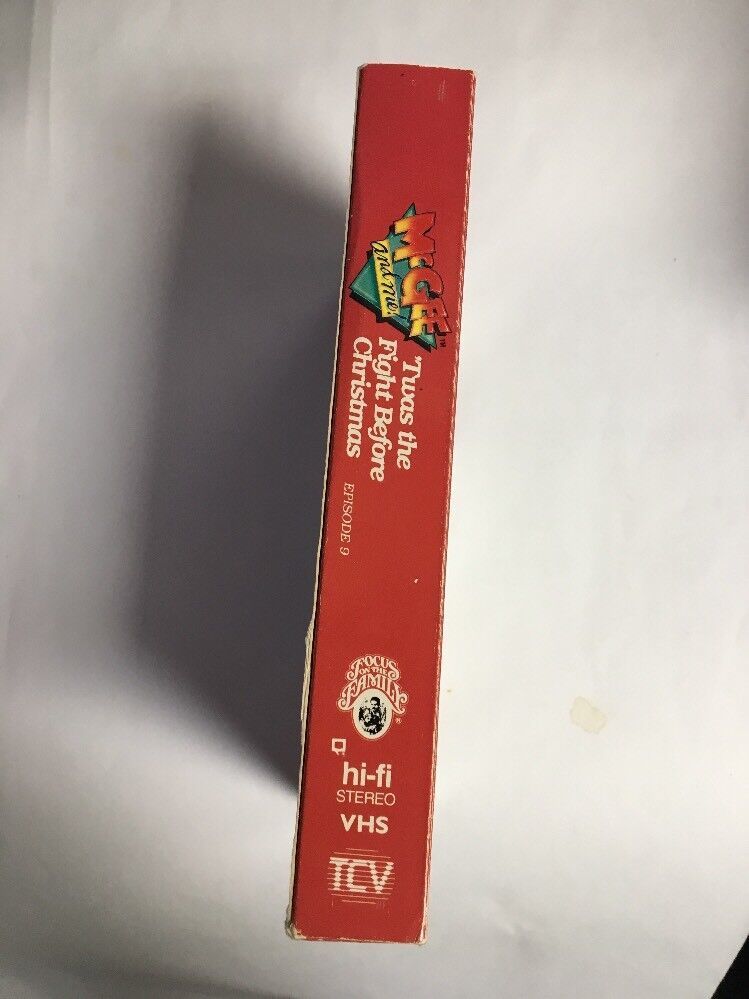 McGEE
and me!
™
'Twas the
Fight Before
Christmas
EPISODE 9
FOCUS
ON THE
FAMILY
®
hi-fi
STEREO
VHS
TCV